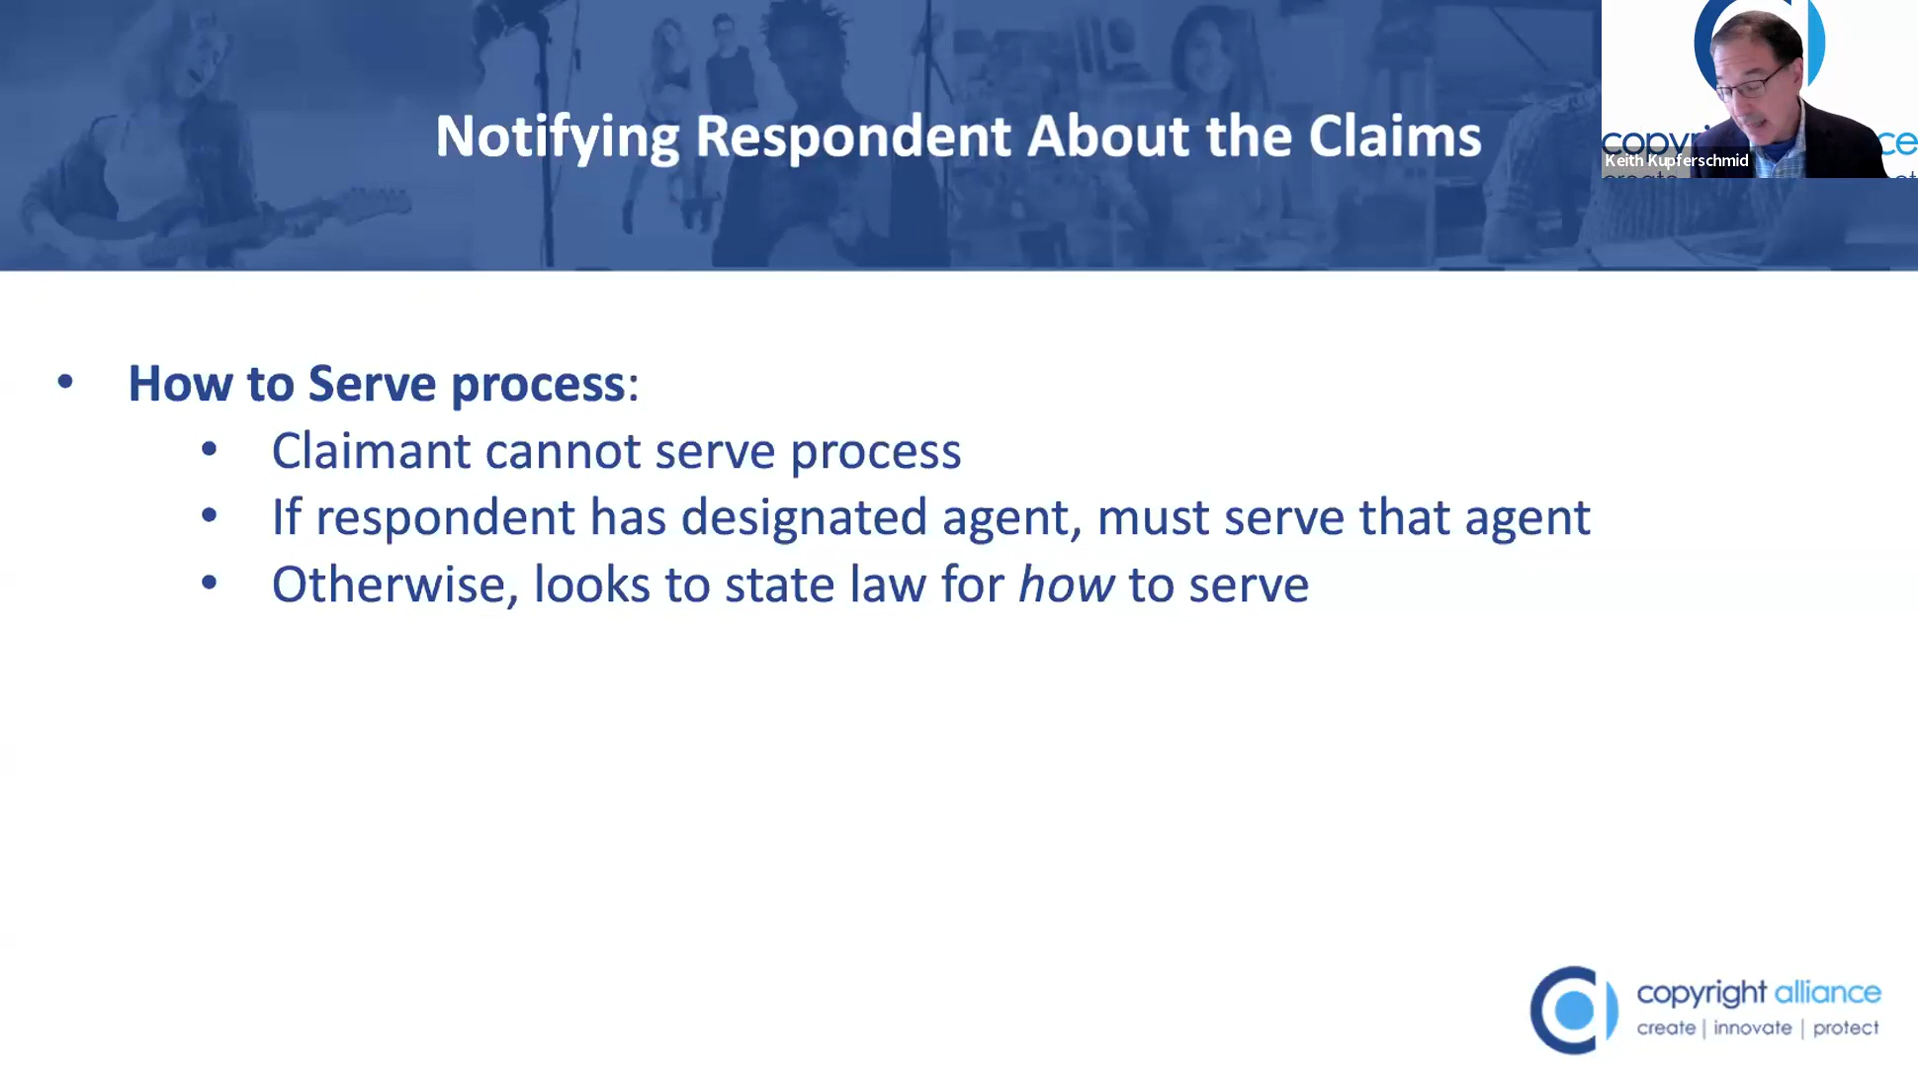 Notifying Respondent About the Claims
Keith Kupferschmid
• How to Serve process:
• Claimant cannot serve process
• If respondent has designated agent, must serve that agent
• Otherwise, looks to state law for how to serve
copyright alliance
create | innovate | protect